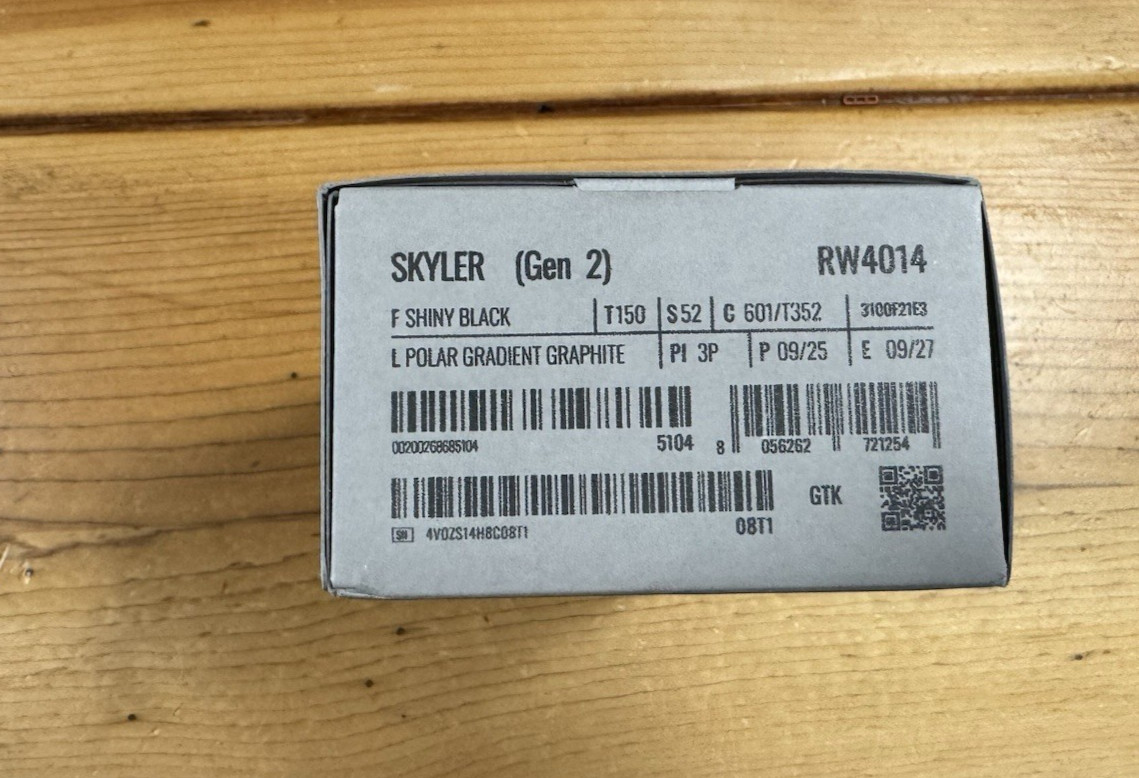 SKYLER (Gen 2) RW4014
F SHINY BLACK T150 S 52 C 601/T352 3100F21E3
L POLAR GRADIENT GRAPHITE PI 3P P 09/25 E 09/27
00200268685104 5104 8 056262 721254
GTK
SN 4V0ZS14H8C08T1 08T1